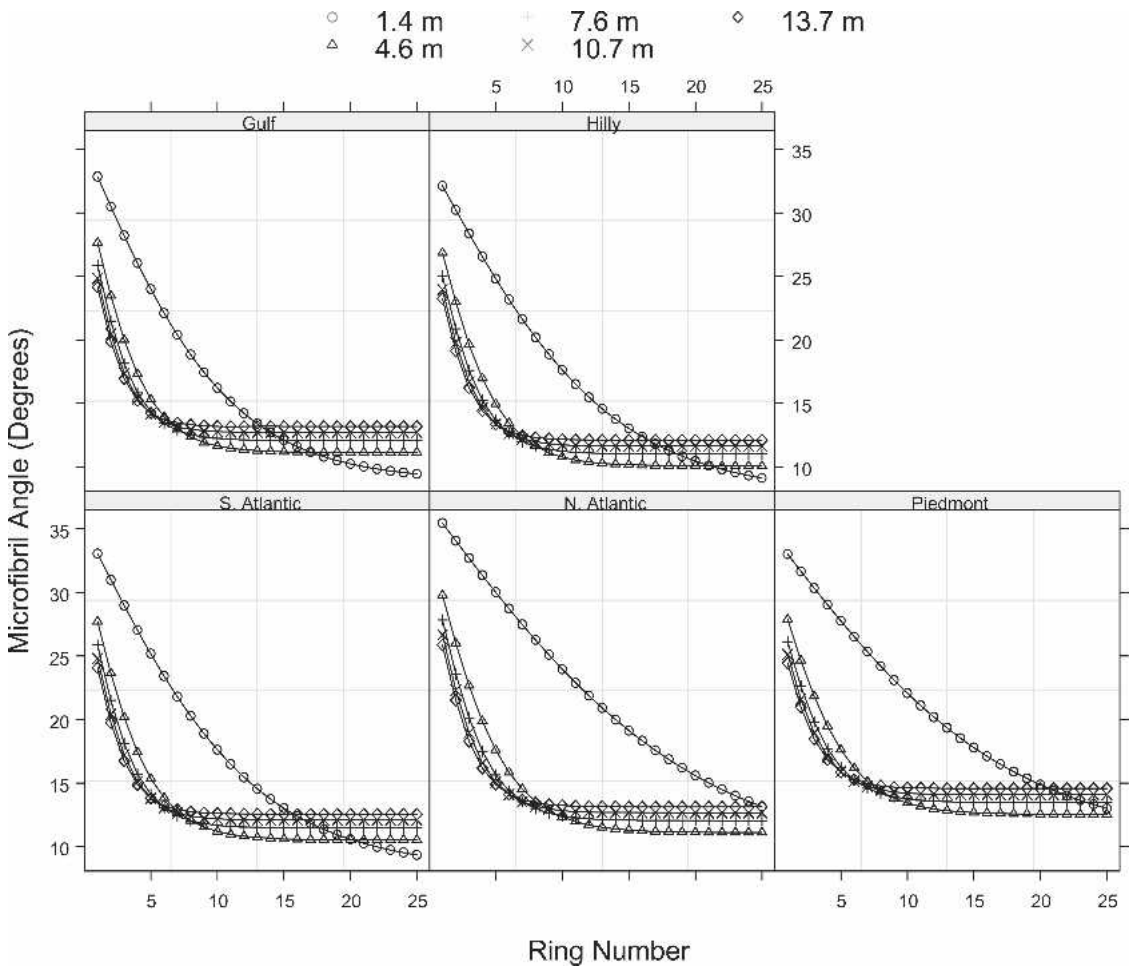 1.4 m 7.6 m 13.7 m
4.6 m 10.7 m
5 10 15 20 25
Gulf Hilly
35
30
25
20
15
10
S. Atlantic N. Atlantic Piedmont
35
30
25
20
15
10
5 10 15 20 25 5 10 15 20 25
Microfibril Angle (Degrees)
Ring Number